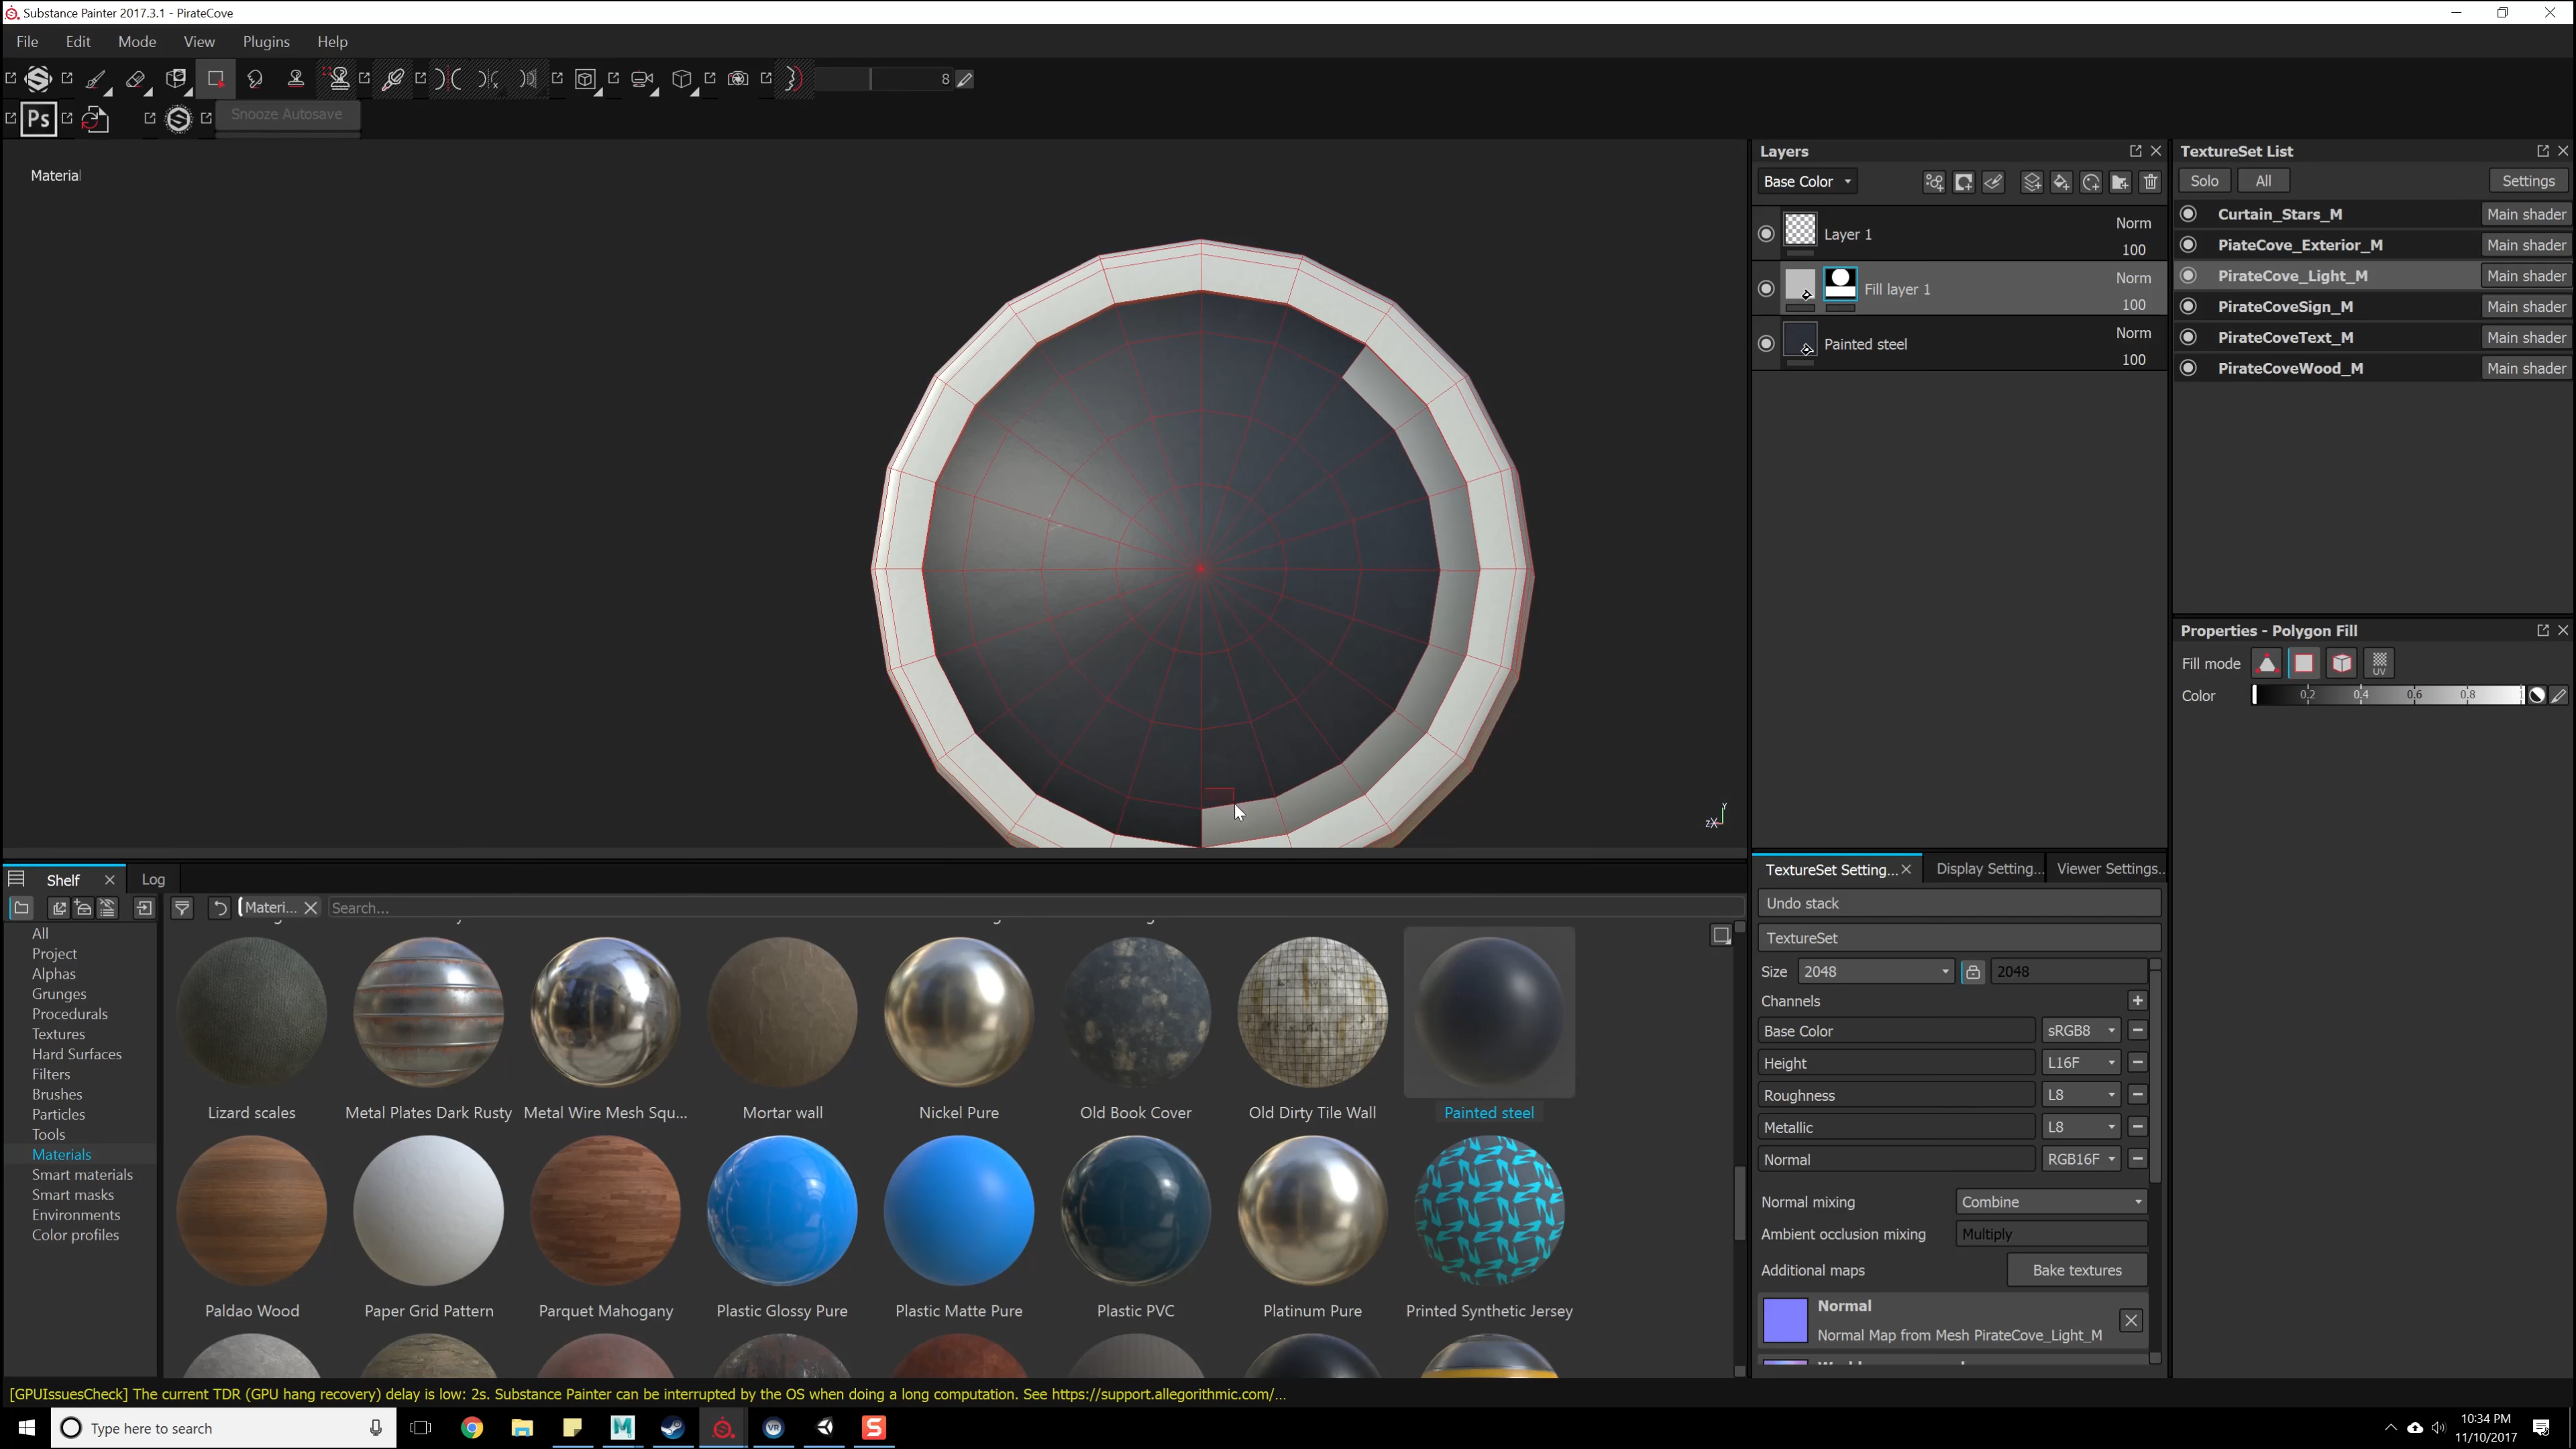 Substance Painter 2017.3.1 - PirateCove
File Edit Mode View Plugins Help
8
Ps Snooze Autosave
Material
Layers
Base Color
Layer 1 Norm 100
Fill layer 1 Norm 100
Painted steel Norm 100
TextureSet List
Solo All Settings
Curtain_Stars_M Main shader
PiateCove_Exterior_M Main shader
PirateCove_Light_M Main shader
PirateCoveSign_M Main shader
PirateCoveText_M Main shader
PirateCoveWood_M Main shader
Properties - Polygon Fill
Fill mode UV
Color 0.2 0.4 0.6 0.8 1
Y
ZX
Shelf Log
Materi... Search...
All
Project
Alphas
Grunges
Procedurals
Textures
Hard Surfaces
Filters
Brushes
Particles
Tools
Materials
Smart materials
Smart masks
Environments
Color profiles
Lizard scales Metal Plates Dark Rusty Metal Wire Mesh Squ... Mortar wall Nickel Pure Old Book Cover Old Dirty Tile Wall Painted steel
Paldao Wood Paper Grid Pattern Parquet Mahogany Plastic Glossy Pure Plastic Matte Pure Plastic PVC Platinum Pure Printed Synthetic Jersey
TextureSet Setting... Display Setting... Viewer Settings...
Undo stack
TextureSet
Size 2048 2048
Channels
Base Color sRGB8
Height L16F
Roughness L8
Metallic L8
Normal RGB16F
Normal mixing Combine
Ambient occlusion mixing Multiply
Additional maps Bake textures
Normal
Normal Map from Mesh PirateCove_Light_M
[GPUIssuesCheck] The current TDR (GPU hang recovery) delay is low: 2s. Substance Painter can be interrupted by the OS when doing a long computation. See https://support.allegorithmic.com/...
Type here to search
M VR S
10:34 PM
11/10/2017